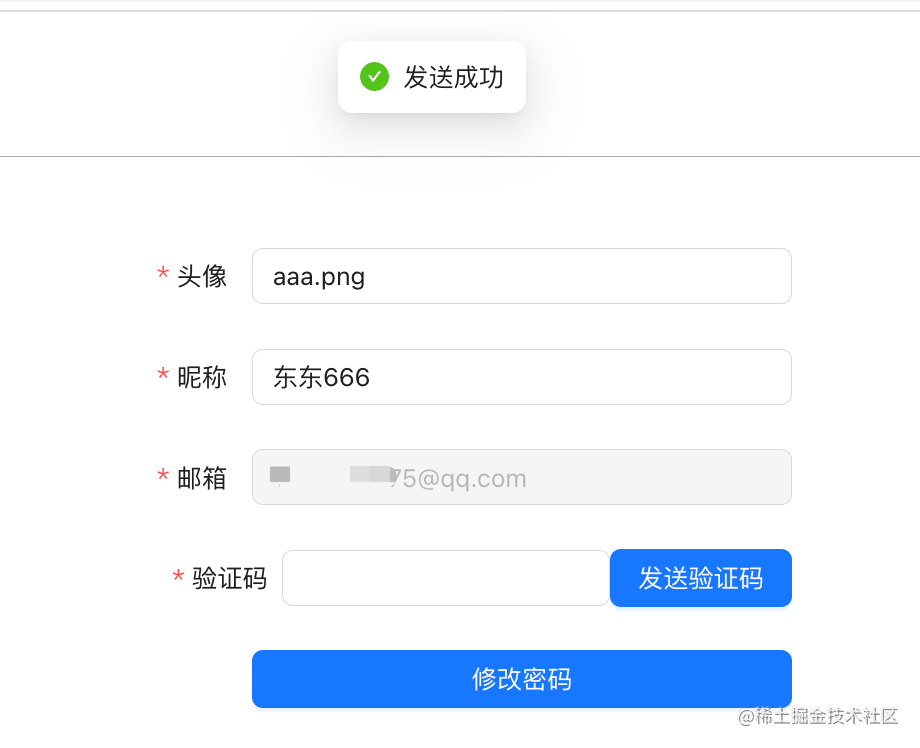 发送成功
* 头像 aaa.png
* 昵称 东东666
* 邮箱 75@qq.com
* 验证码 发送验证码
修改密码
@稀土掘金技术社区